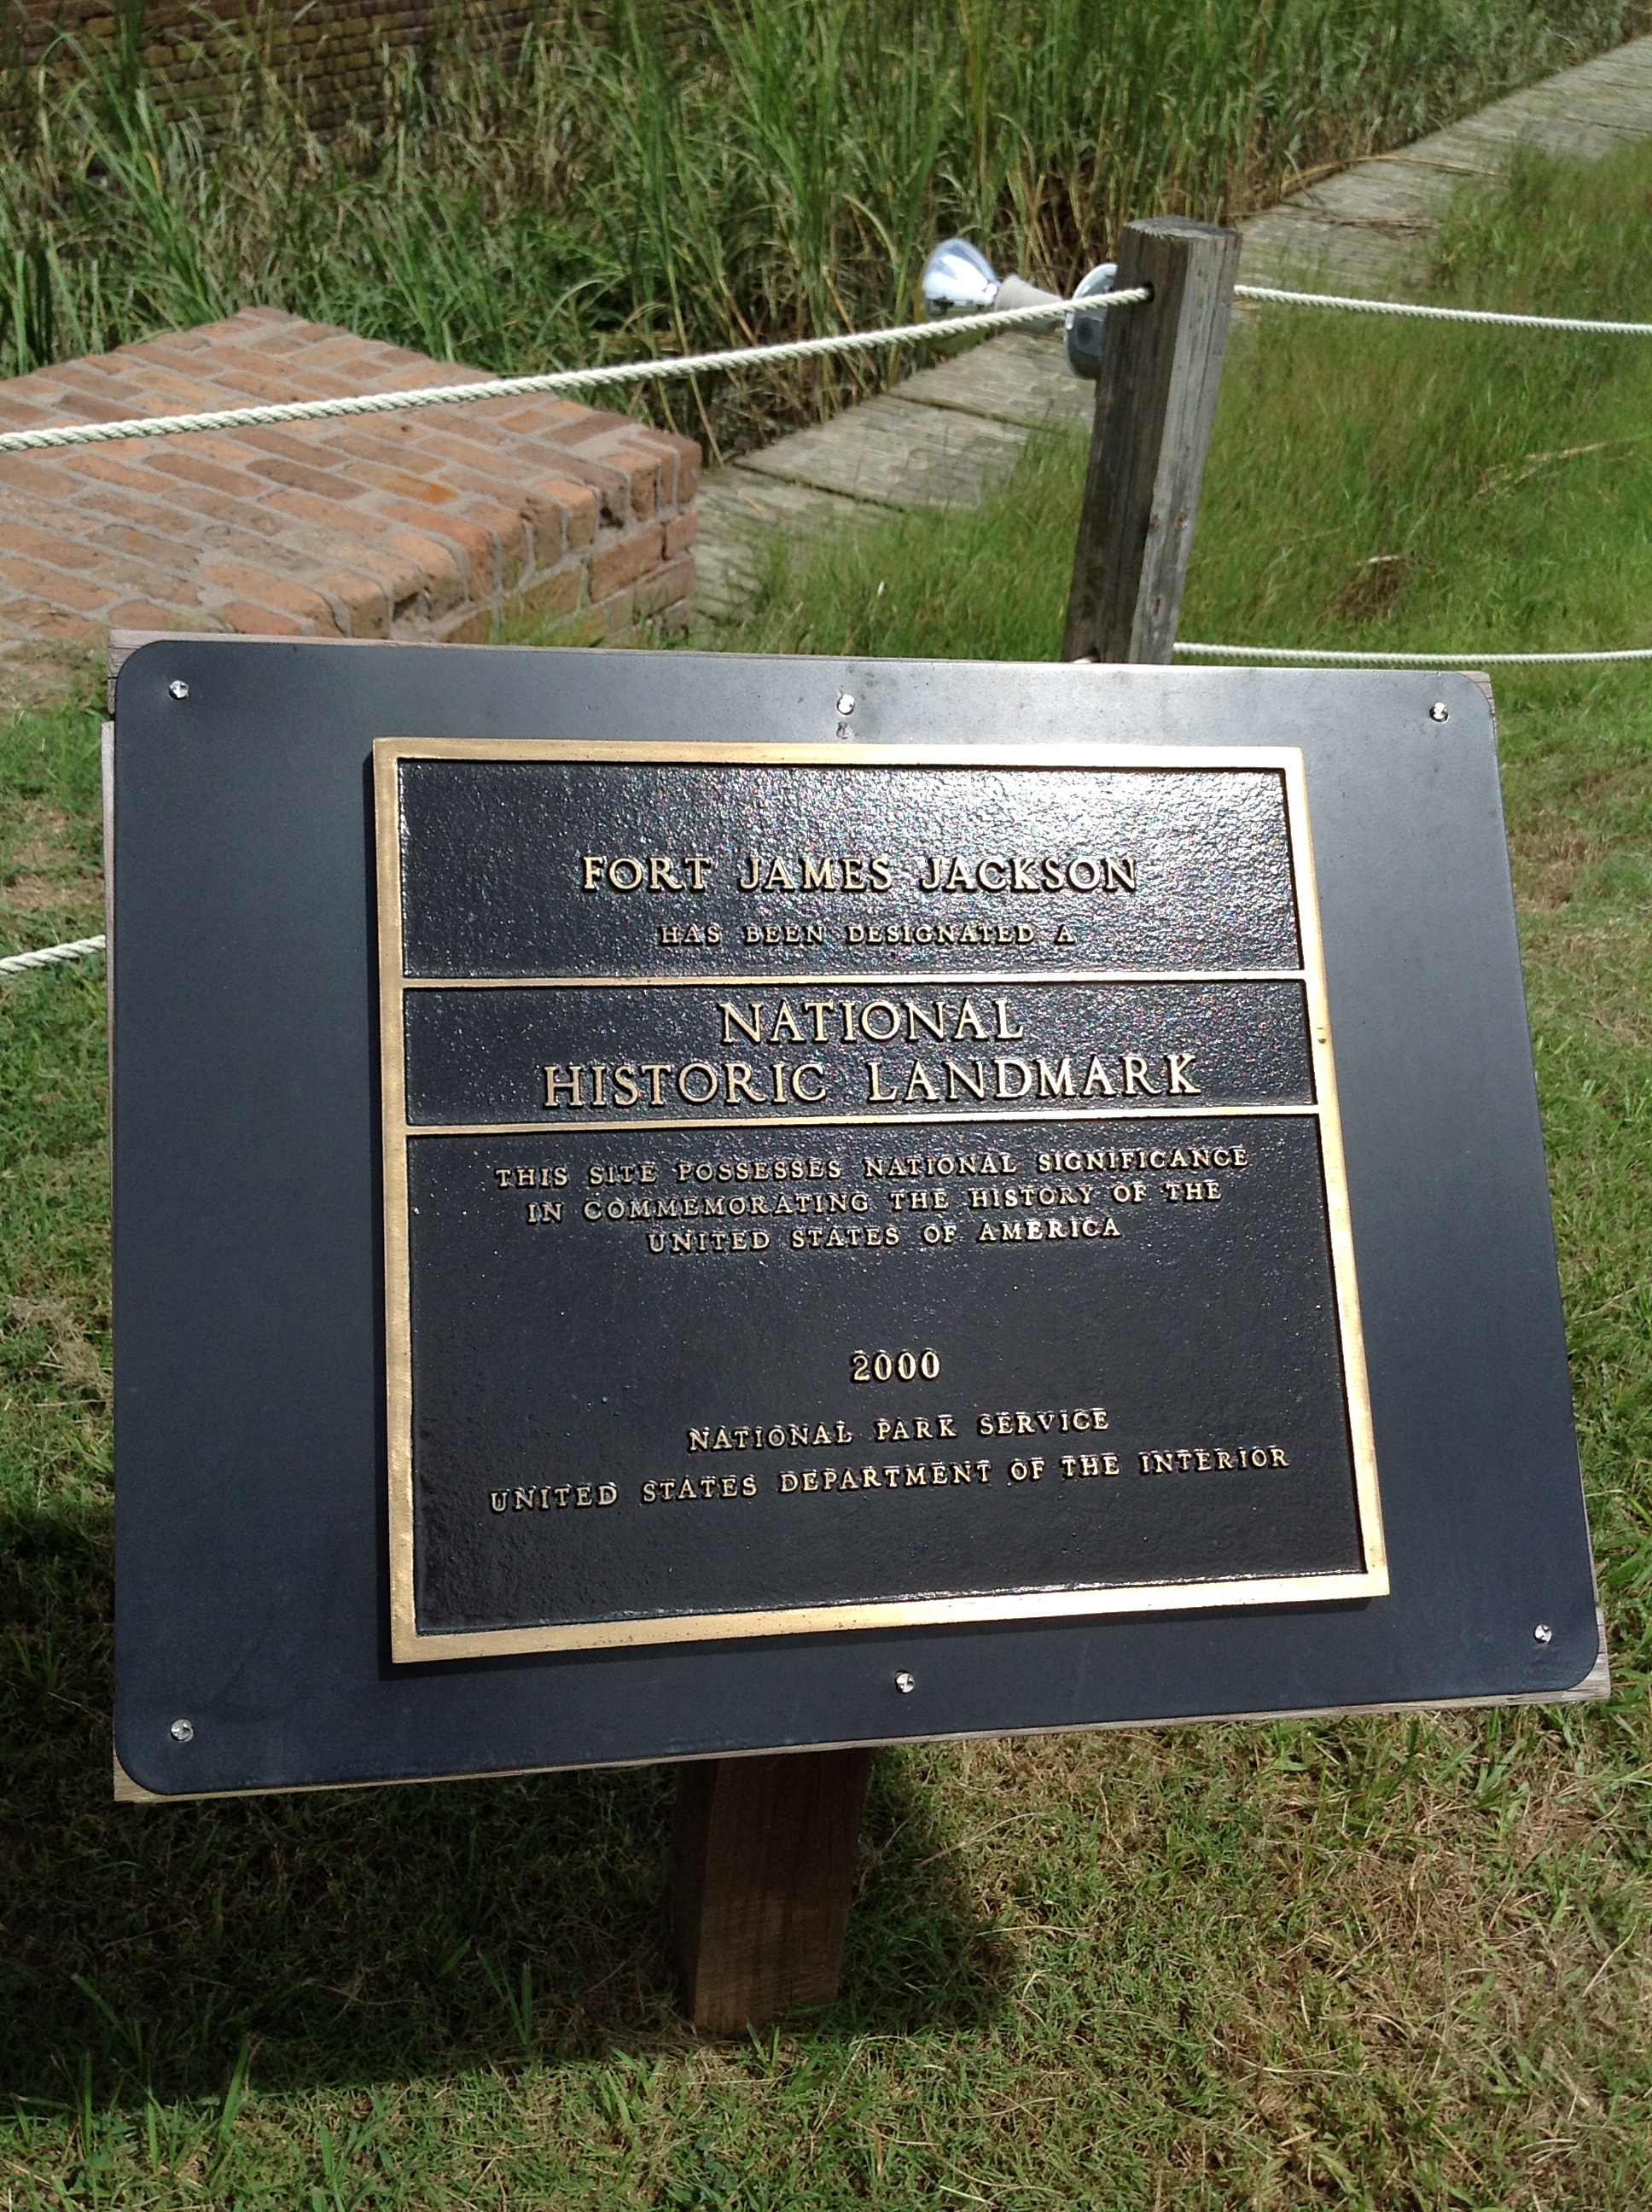 FORT JAMES JACKSON
HAS BEEN DESIGNATED A
NATIONAL
HISTORIC LANDMARK
THIS SITE POSSESSES NATIONAL SIGNIFICANCE
IN COMMEMORATING THE HISTORY OF THE
UNITED STATES OF AMERICA
2000
NATIONAL PARK SERVICE
UNITED STATES DEPARTMENT OF THE INTERIOR